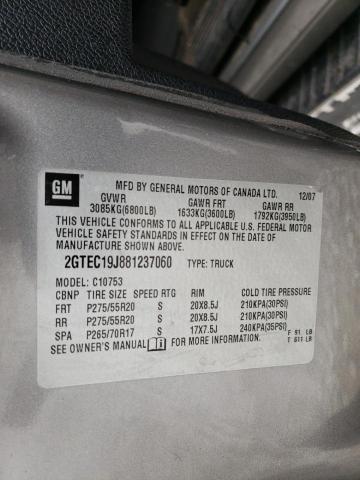 GM
MFD BY GENERAL MOTORS OF CANADA LTD. 12/07
GVWR GAWR FRT GAWR RR
3085KG(6800LB) 1633KG(3600LB) 1792KG(3950LB)
THIS VEHICLE CONFORMS TO ALL APPLICABLE U.S. FEDERAL MOTOR
VEHICLE SAFETY STANDARDS IN EFFECT ON THE DATE OF
MANUFACTURE SHOWN ABOVE.
2GTEC19J881237060 TYPE: TRUCK
MODEL: C10753
CBNP TIRE SIZE SPEED RTG RIM COLD TIRE PRESSURE
FRT P275/55R20 S 20X8.5J 210KPA(30PSI)
RR P275/55R20 S 20X8.5J 210KPA(30PSI)
SPA P265/70R17 S 17X7.5J 240KPA(35PSI)
SEE OWNER'S MANUAL FOR MORE INFORMATION. F 91 LB
T 611 LB